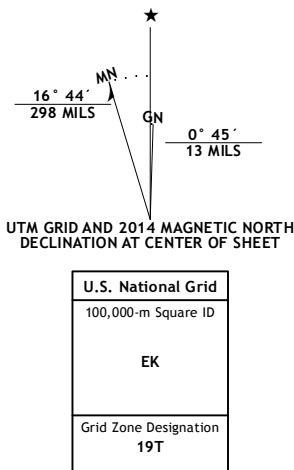 ★
MN
16° 44´
298 MILS
GN
0° 45´
13 MILS
UTM GRID AND 2014 MAGNETIC NORTH
DECLINATION AT CENTER OF SHEET
U.S. National Grid
100,000-m Square ID
EK
Grid Zone Designation
19T